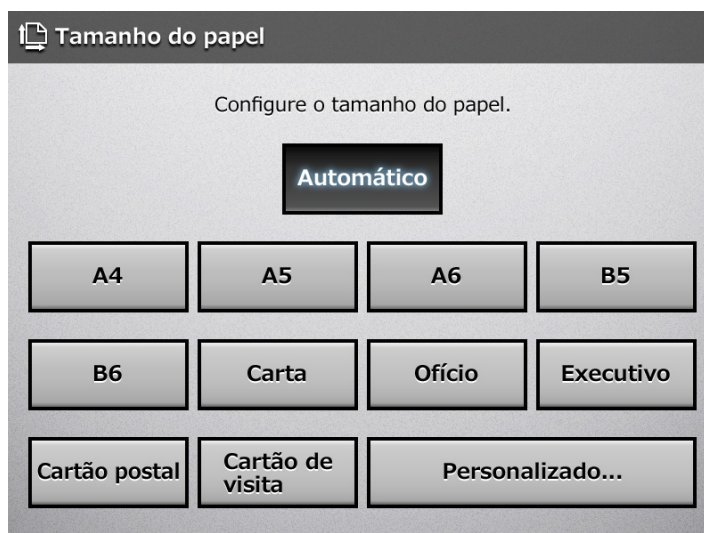 Tamanho do papel
Configure o tamanho do papel.
Automático
A4 A5 A6 B5
B6 Carta Ofício Executivo
Cartão postal Cartão de visita Personalizado...